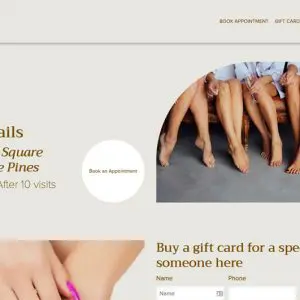 BOOK APPOINTMENT GIFT CARD
ails
Square
e Pines
After 10 visits
Book an Appointment
Buy a gift card for a spe
someone here
Name Phone
Name